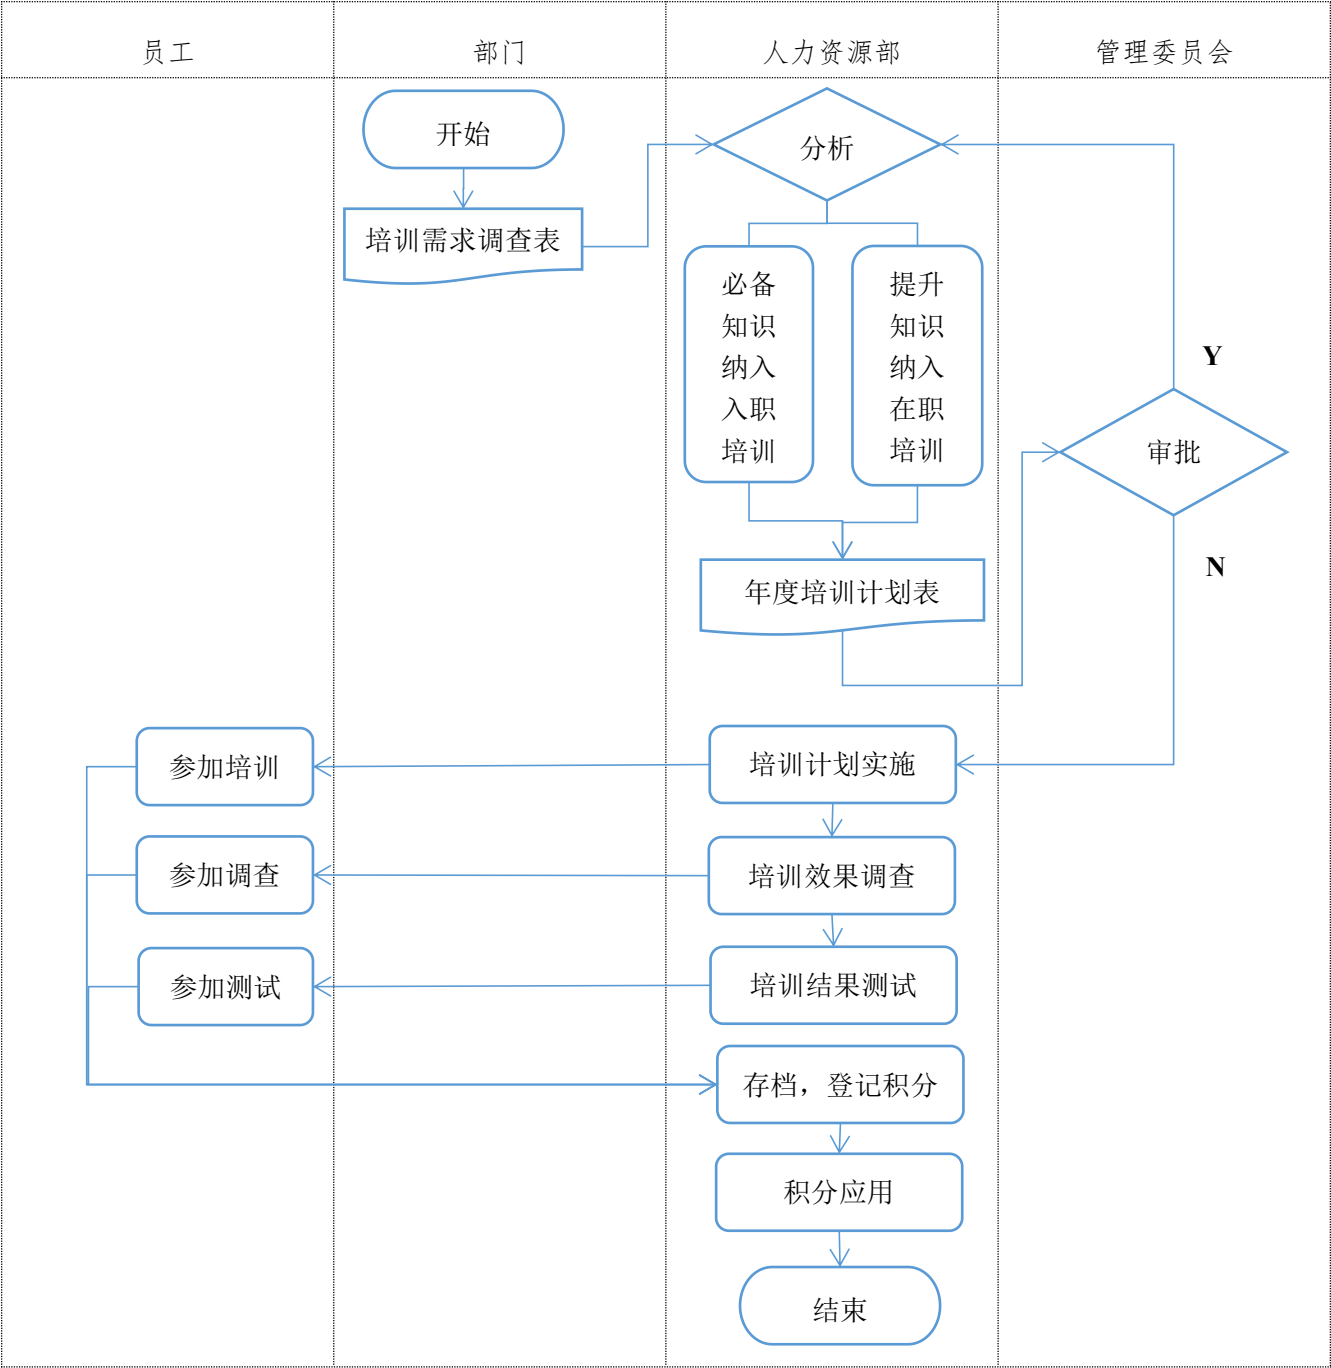 员工
部门
人力资源部
管理委员会
开始
培训需求调查表
分析
必备
知识
纳入
入职
培训
提升
知识
纳入
在职
培训
Y
审批
N
年度培训计划表
参加培训
培训计划实施
参加调查
培训效果调查
参加测试
培训结果测试
存档，登记积分
积分应用
结束